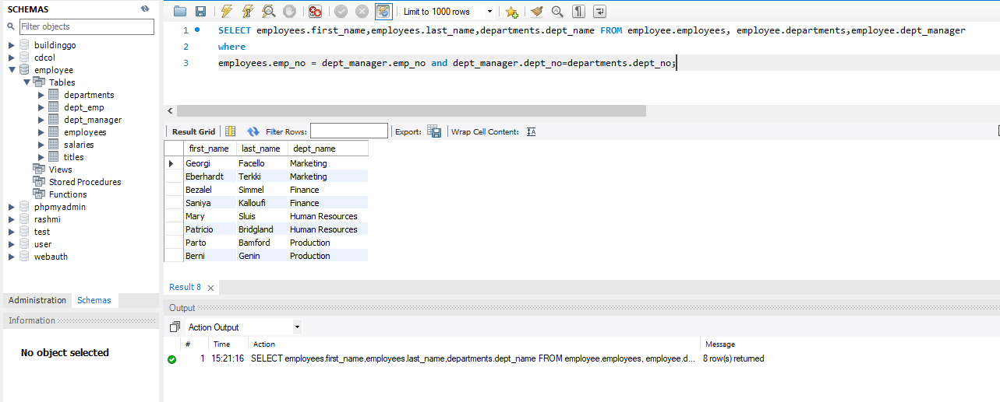 SCHEMAS
Filter objects
buildinggo
cdcol
employee
Tables
departments
dept_emp
dept_manager
employees
salaries
titles
Views
Stored Procedures
Functions
phpmyadmin
rashmi
test
user
webauth
Administration Schemas
Information
No object selected
Limit to 1000 rows
1 SELECT employees.first_name,employees.last_name,departments.dept_name FROM employee.employees, employee.departments,employee.dept_manager
2 where
3 employees.emp_no = dept_manager.emp_no and dept_manager.dept_no=departments.dept_no;
Result Grid Filter Rows: Export: Wrap Cell Content:
first_name last_name dept_name
Georgi Facello Marketing
Eberhardt Terkki Marketing
Bezalel Simmel Finance
Saniya Kalloufi Finance
Mary Sluis Human Resources
Patricio Bridgland Human Resources
Parto Bamford Production
Berni Genin Production
Result 8
Output
Action Output
# Time Action Message
1 15:21:16 SELECT employees.first_name,employees.last_name,departments.dept_name FROM employee.employees, employee.d... 8 row(s) returned